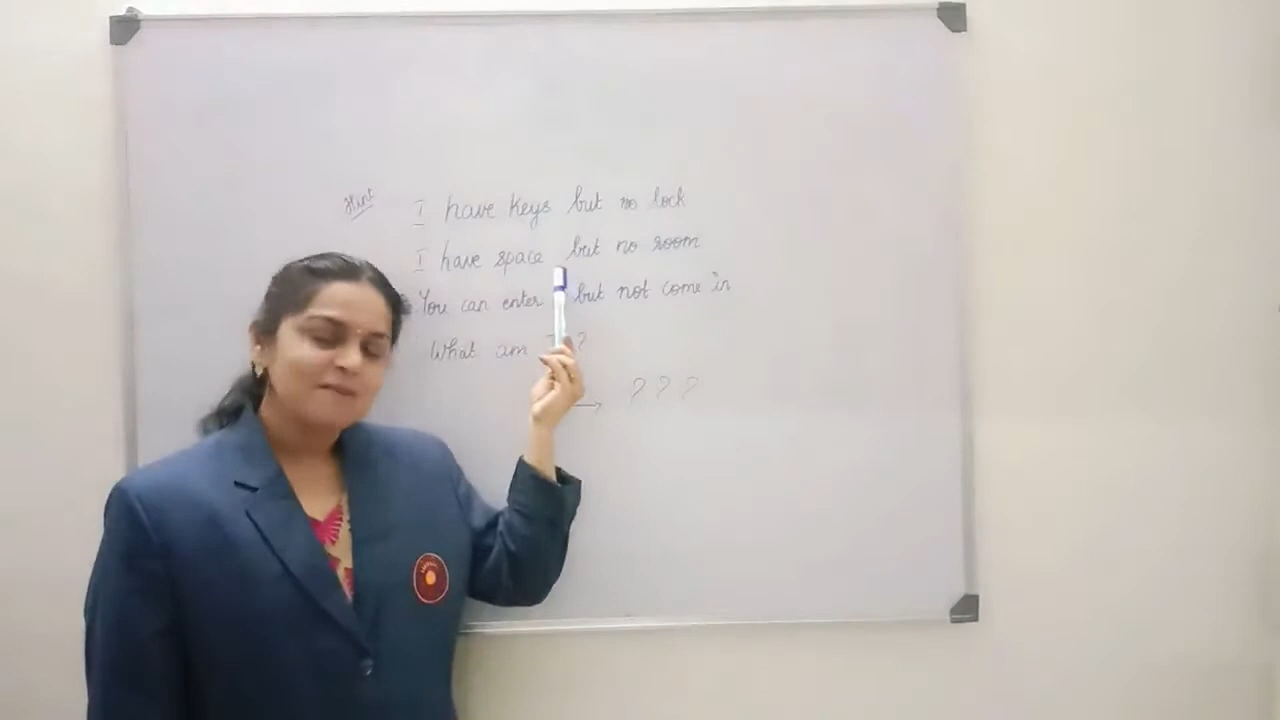 Hint
I have keys but no lock
I have space but no room
You can enter but not come in
What am I ?
→ ? ? ?